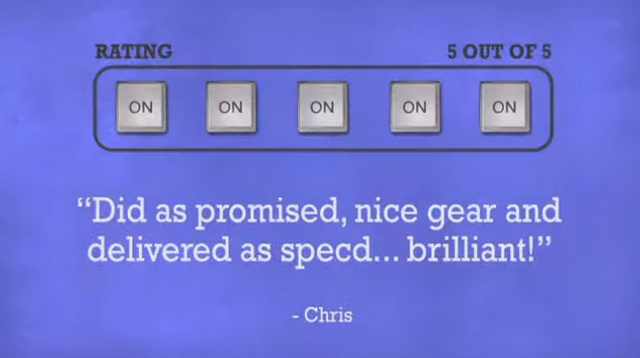 RATING 5 OUT OF 5
ON ON ON ON ON
“Did as promised, nice gear and
delivered as specd... brilliant!”
- Chris